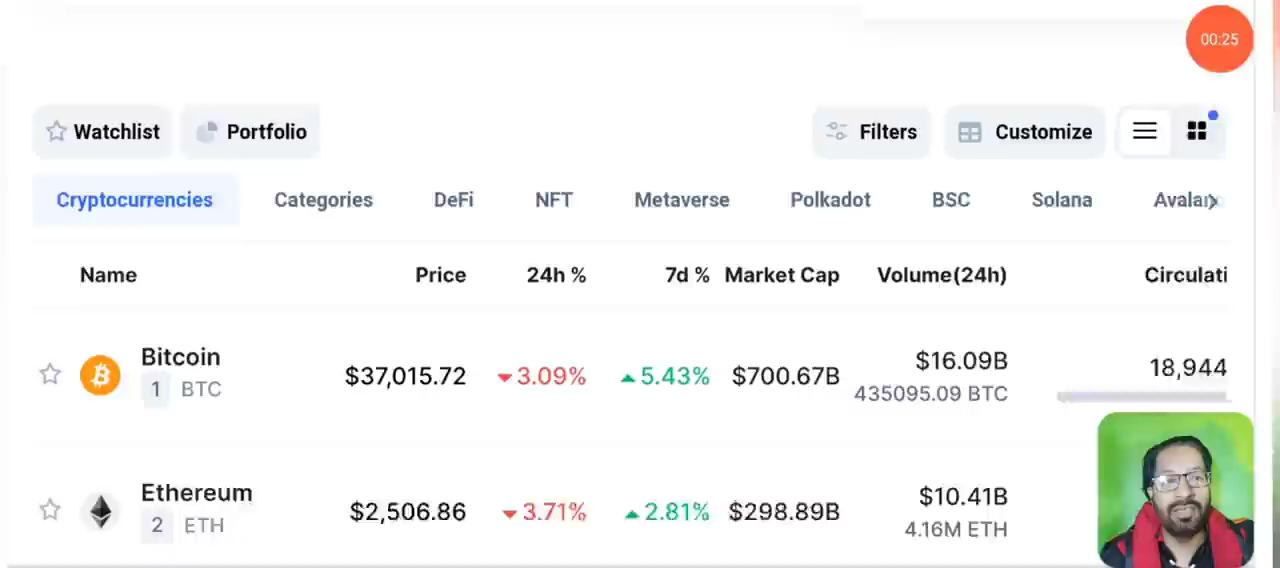 00:25
Watchlist Portfolio Filters Customize
Cryptocurrencies Categories DeFi NFT Metaverse Polkadot BSC Solana Avalan
Name Price 24h % 7d % Market Cap Volume(24h) Circulati
Bitcoin
1 BTC
$37,015.72 3.09% 5.43% $700.67B
$16.09B
435095.09 BTC
18,944
Ethereum
2 ETH
$2,506.86 3.71% 2.81% $298.89B
$10.41B
4.16M ETH